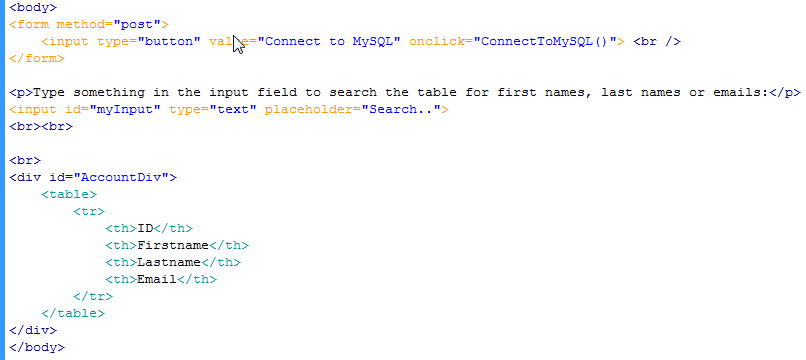 <body>
<form method="post">
    <input type="button" value="Connect to MySQL" onclick="ConnectToMySQL()"> <br />
</form>

<p>Type something in the input field to search the table for first names, last names or emails:</p>
<input id="myInput" type="text" placeholder="Search..">
<br><br>

<br>
<div id="AccountDiv">
    <table>
        <tr>
            <th>ID</th>
            <th>Firstname</th>
            <th>Lastname</th>
            <th>Email</th>
        </tr>
    </table>
</div>
</body>